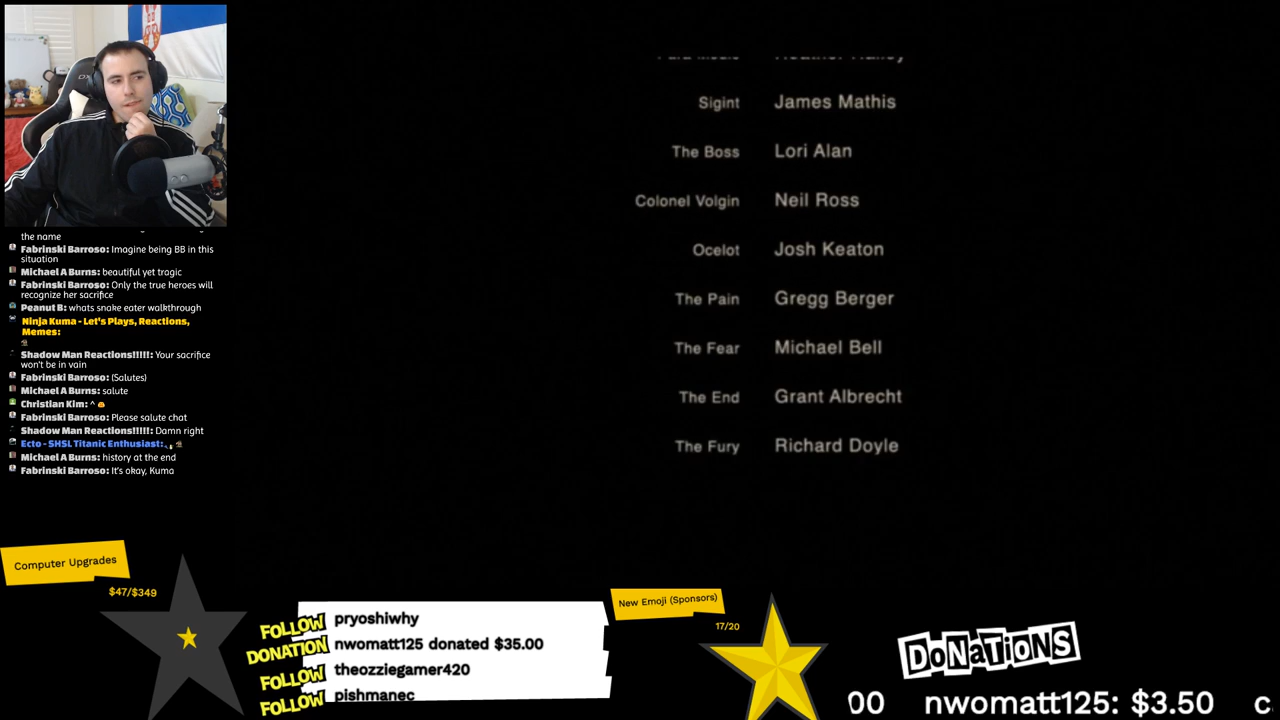 the name
Fabrinski Barroso: Imagine being BB in this
situation
Michael A Burns: beautiful yet tragic
Fabrinski Barroso: Only the true heroes will
recognize her sacrifice
Peanut B: whats snake eater walkthrough
Ninja Kuma - Let's Plays, Reactions,
Memes:
Shadow Man Reactions!!!!!: Your sacrifice
won't be in vain
Fabrinski Barroso: (Salutes)
Michael A Burns: salute
Christian Kim: ^
Fabrinski Barroso: Please salute chat
Shadow Man Reactions!!!!!: Damn right
Ecto - SHSL Titanic Enthusiast:
Michael A Burns: history at the end
Fabrinski Barroso: It's okay, Kuma
Sigint James Mathis
The Boss Lori Alan
Colonel Volgin Neil Ross
Ocelot Josh Keaton
The Pain Gregg Berger
The Fear Michael Bell
The End Grant Albrecht
The Fury Richard Doyle
Computer Upgrades
$47/$349
FOLLOW pryoshiwhy
DONATION nwomatt125 donated $35.00
FOLLOW theozziegamer420
FOLLOW pishmanec
New Emoji (Sponsors)
17/20
DoNaTiONS
00 nwomatt125: $3.50 c